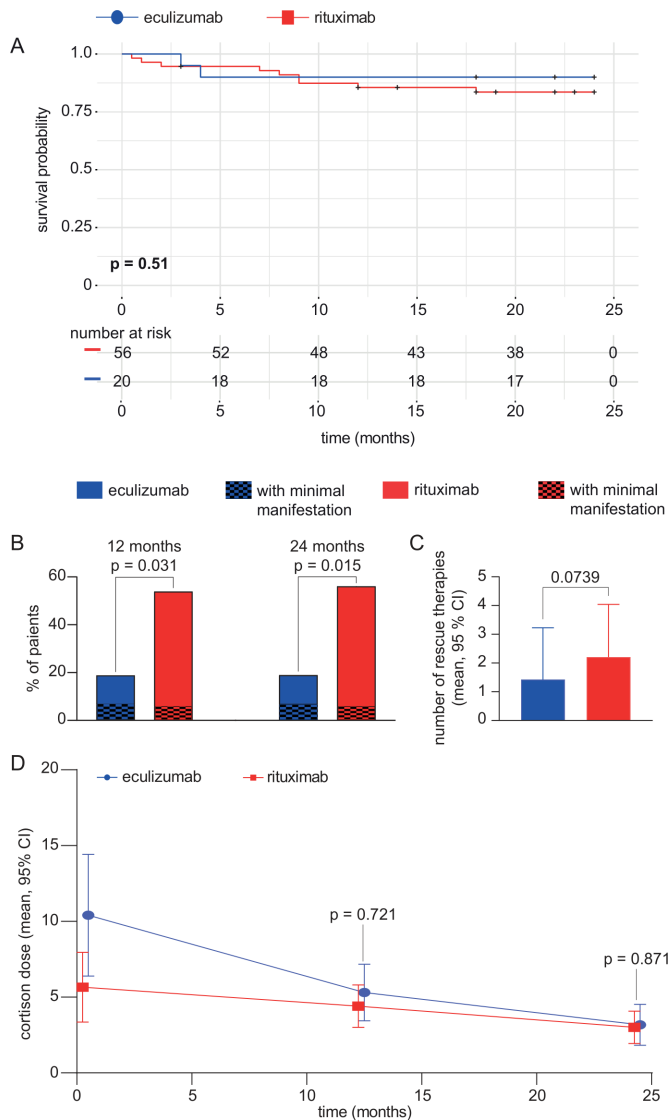 eculizumab rituximab
A
survival probability
1.0
0.75
0.5
0.25
0
p = 0.51
0 5 10 15 20 25
number at risk
56 52 48 43 38 0
20 18 18 18 17 0
0 5 10 15 20 25
time (months)
eculizumab with minimal manifestation rituximab with minimal manifestation
B
% of paients
60
40
20
0
12 months
p = 0.031
24 months
p = 0.015
C
number of rescue therapies
(mean, 95 % CI)
5
4
3
2
1
0
0.0739
D
eculizumab rituximab
cortison dose (mean, 95% CI)
20
15
10
5
0
p = 0.721
p = 0.871
0 5 10 15 20 25
time (months)